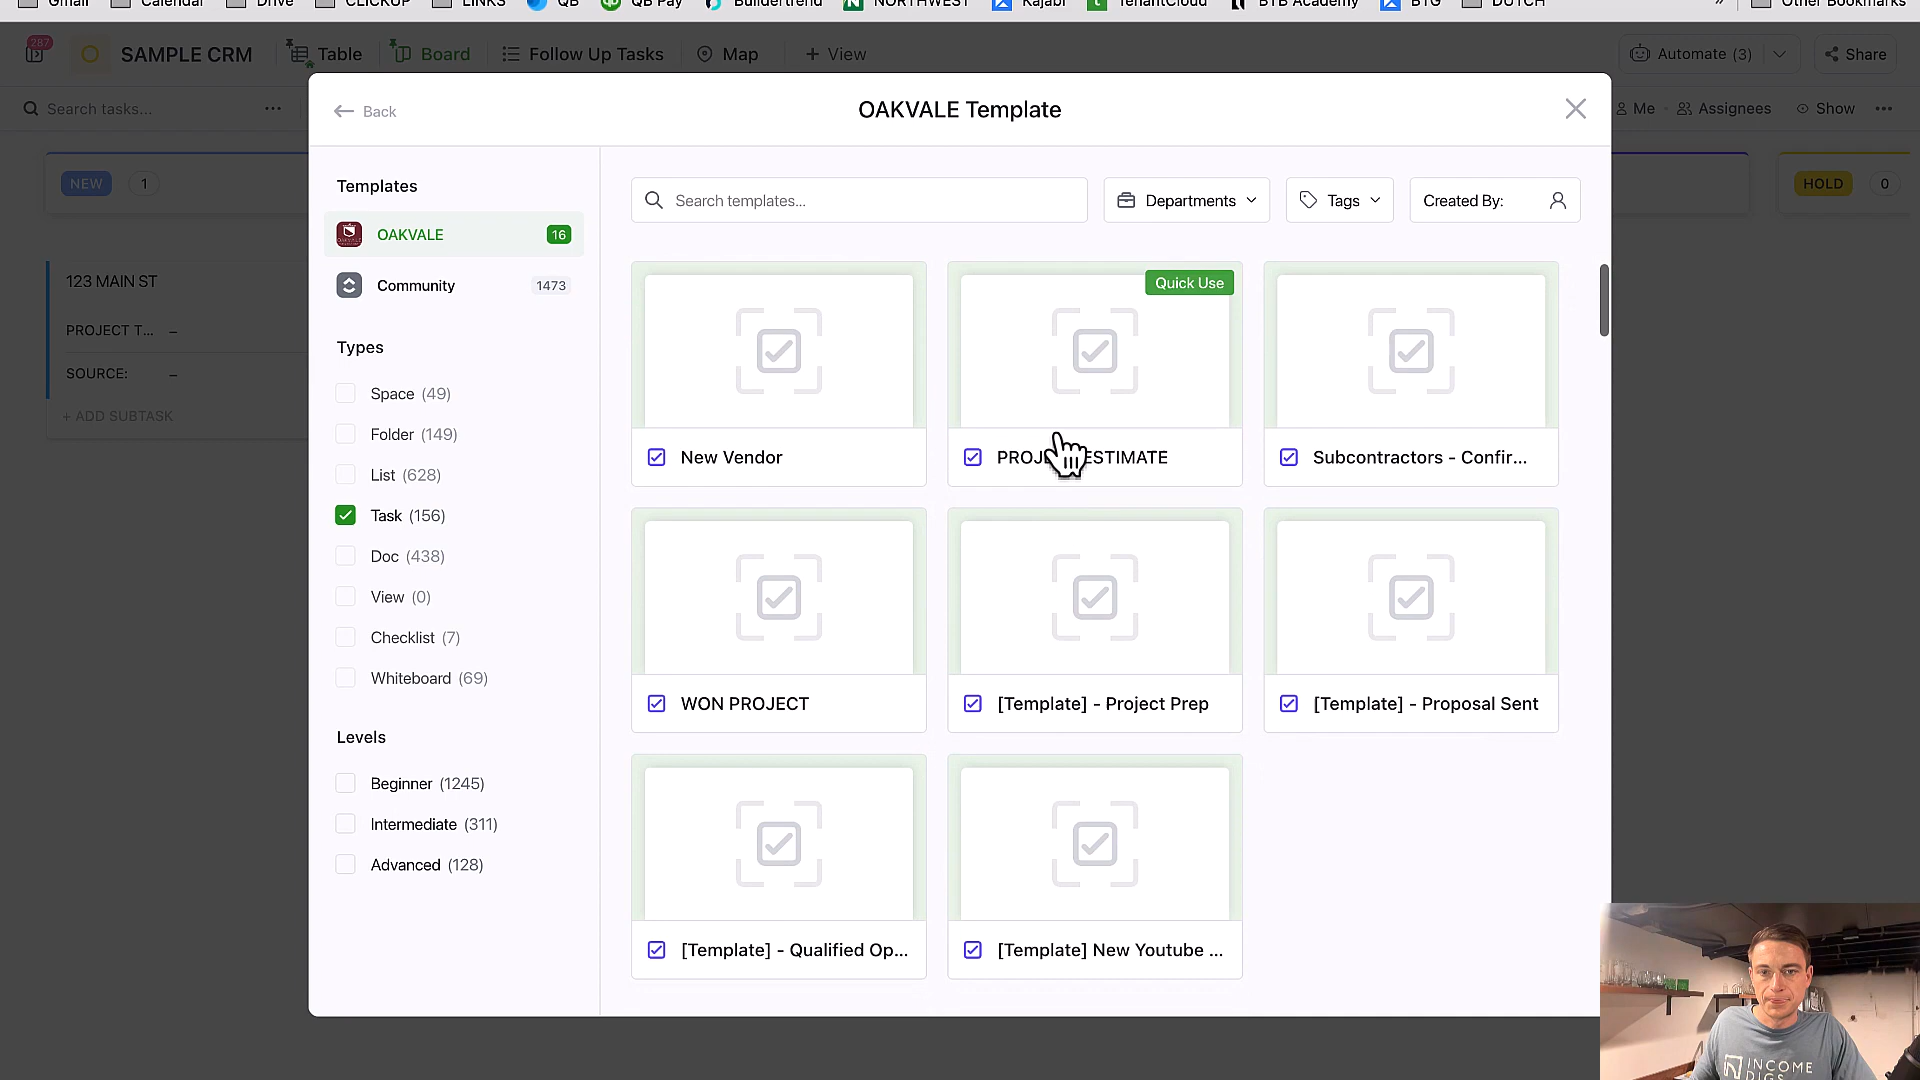 Gmail Calendar Drive CLICKUP LINKS QB QB Pay Buildertrend NORTHWEST Kajabi TenantCloud BTB Academy BTG DUTCH » Other Bookmarks
287 SAMPLE CRM Table Board Follow Up Tasks Map + View Automate (3) Share
Search tasks... Me Assignees Show
Back
OAKVALE Template
NEW 1
HOLD 0
123 MAIN ST
PROJECT T... –
SOURCE: –
+ ADD SUBTASK
Templates
OAKVALE 16
Community 1473
Types
Space (49)
Folder (149)
List (628)
Task (156)
Doc (438)
View (0)
Checklist (7)
Whiteboard (69)
Levels
Beginner (1245)
Intermediate (311)
Advanced (128)
Search templates... Departments Tags Created By:
Quick Use
New Vendor
ESTIMATE
Subcontractors - Confir...
WON PROJECT
[Template] - Project Prep
[Template] - Proposal Sent
[Template] - Qualified Op...
[Template] New Youtube ...
INCOME
DIGS